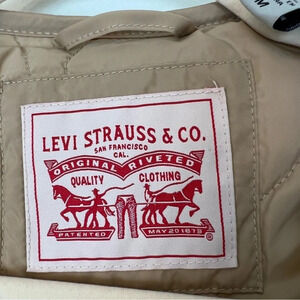 LEVI STRAUSS & CO.
SAN FRANCISCO
CAL.
ORIGINAL RIVETED
QUALITY CLOTHING
PATENTED MAY 20 1873
®
M